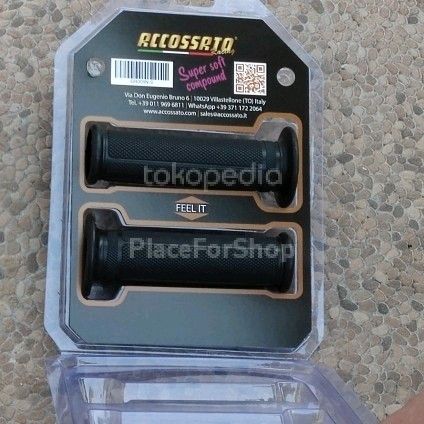 ACCOSSATO
Racing
Super soft
compound
Via Don Eugenio Bruno 6 | 10029 Villastellone (TO) Italy
Tel. +39 011 969 6811 | WhatsApp +39 371 172 2064
www.accossato.com | sales@accossato.it
tokopedia
FEEL IT
PlaceForShop